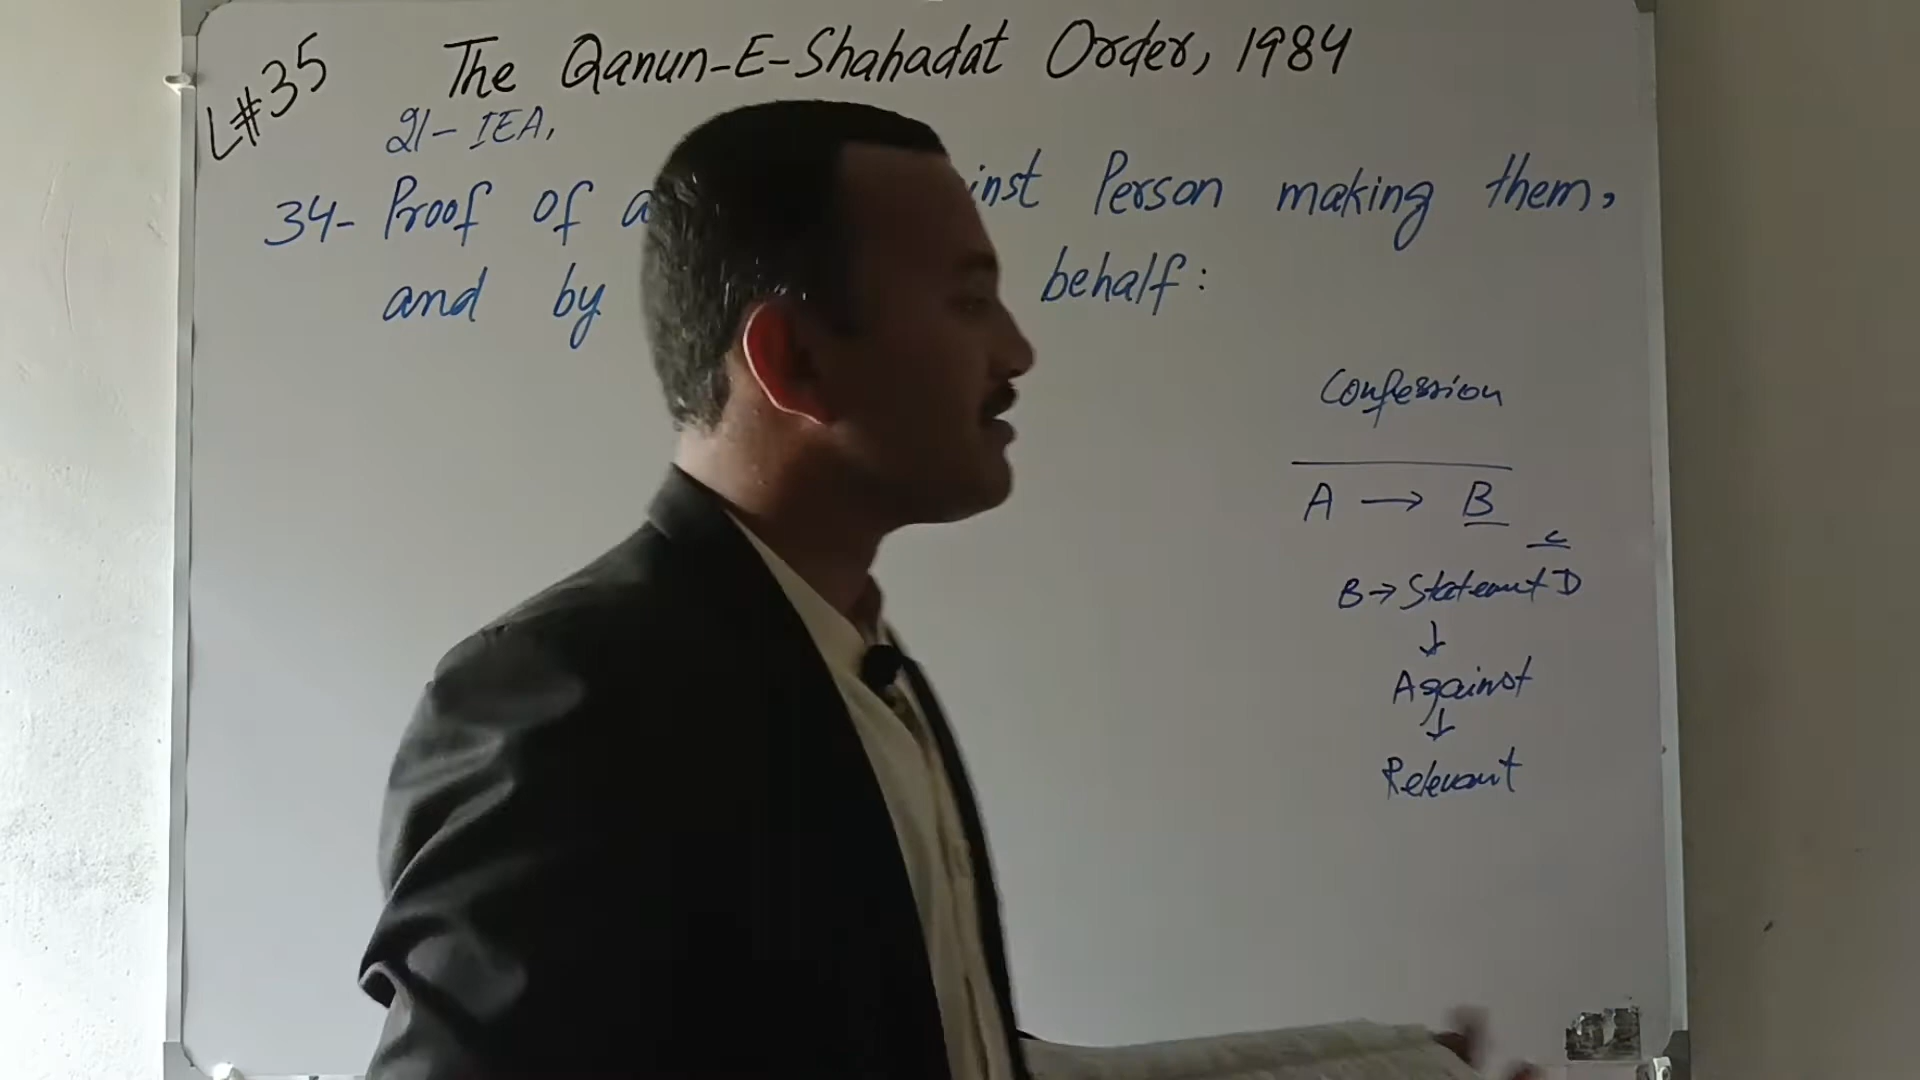 L#35
The Qanun-E-Shahadat Order, 1984
21- IEA,
34- Proof of a inst Person making them,
and by behalf:
Confession
A → B
C
B → Statement D
↓
Against
↓
Relevant